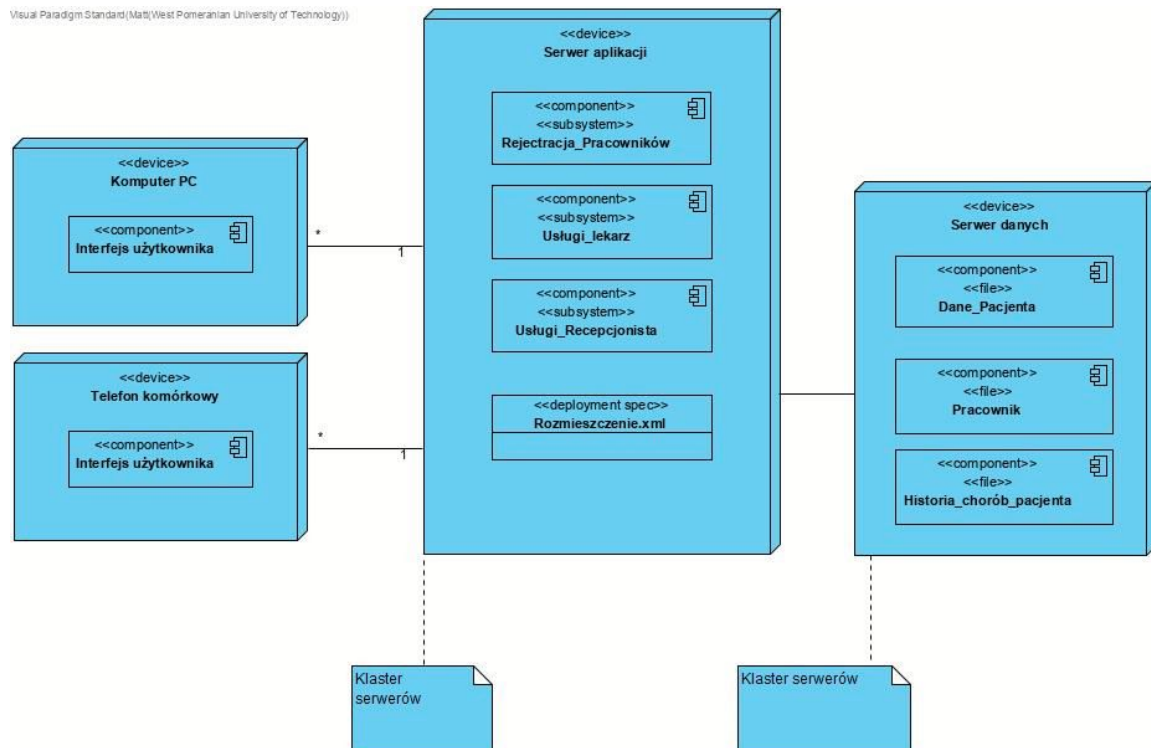 Visual Paradigm Standard(Matt(West Pomeranian University of Technology))
<<device>>
Komputer PC
<<component>>
Interfejs użytkownika
*
1
<<device>>
Telefon komórkowy
<<component>>
Interfejs użytkownika
*
1
<<device>>
Serwer aplikacji
<<component>>
<<subsystem>>
Rejectracja_Pracowników
<<component>>
<<subsystem>>
Usługi_lekarz
<<component>>
<<subsystem>>
Usługi_Recepcjonista
<<deployment spec>>
Rozmieszczenie.xml
<<device>>
Serwer danych
<<component>>
<<file>>
Dane_Pacjenta
<<component>>
<<file>>
Pracownik
<<component>>
<<file>>
Historia_chorób_pacjenta
Klaster
serwerów
Klaster serwerów